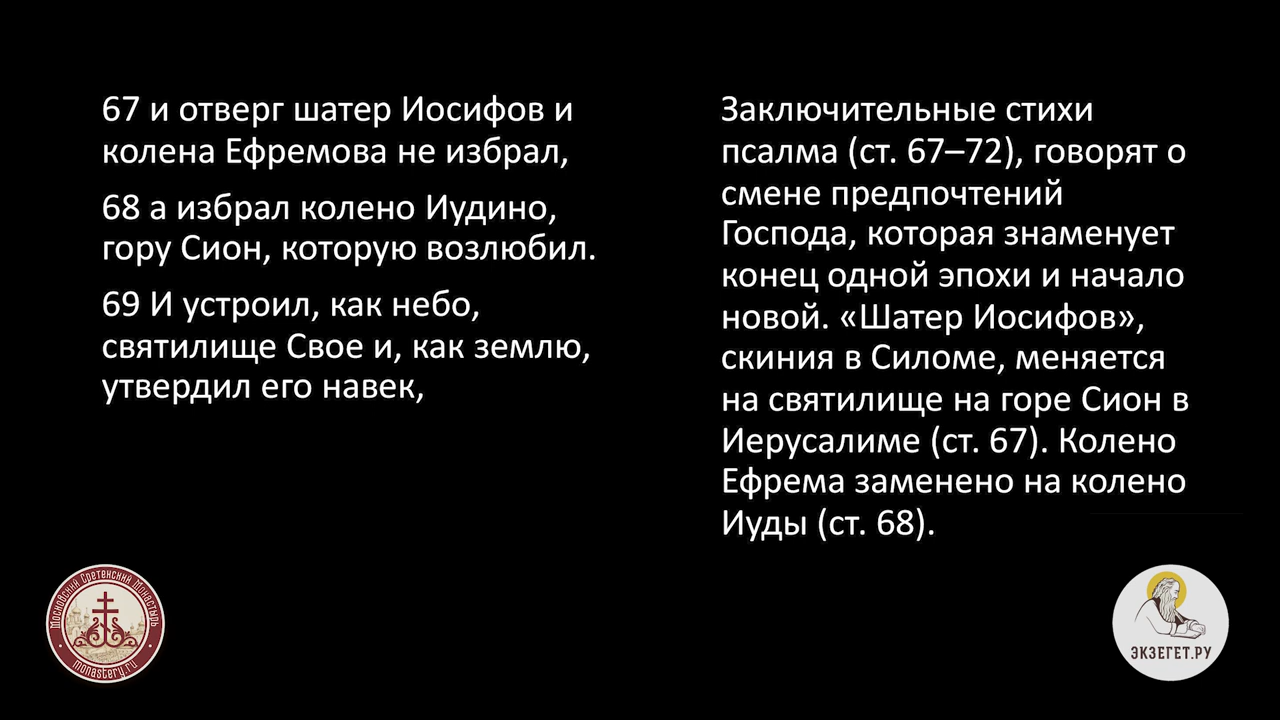 67 и отверг шатер Иосифов и
колена Ефремова не избрал,
68 а избрал колено Иудино,
гору Сион, которую возлюбил.
69 И устроил, как небо,
святилище Свое и, как землю,
утвердил его навек,
Заключительные стихи
псалма (ст. 67–72), говорят о
смене предпочтений
Господа, которая знаменует
конец одной эпохи и начало
новой. «Шатер Иосифов»,
скиния в Силоме, меняется
на святилище на горе Сион в
Иерусалиме (ст. 67). Колено
Ефрема заменено на колено
Иуды (ст. 68).
Московский Сретенский Монастырь
monastery.ru
ЭКЗЕГЕТ.РУ